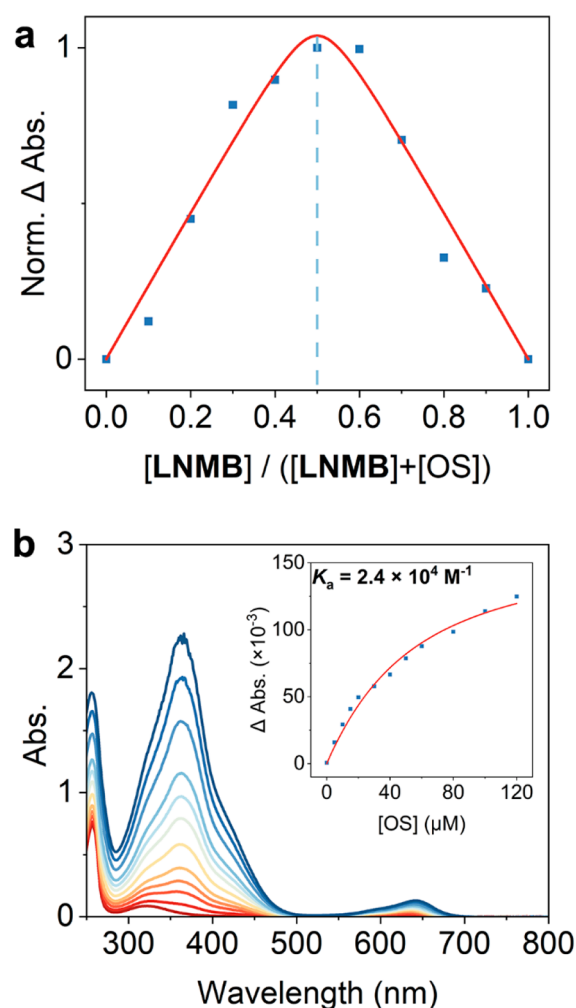 a
Norm. Δ Abs.
1
0
0.0 0.2 0.4 0.6 0.8 1.0
[LNMB] / ([LNMB]+[OS])
b
Abs.
3
2
1
0
300 400 500 600 700 800
Wavelength (nm)
Kₐ = 2.4 × 10⁴ M⁻¹
Δ Abs. (×10⁻³)
150
100
50
0
0 40 80 120
[OS] (µM)